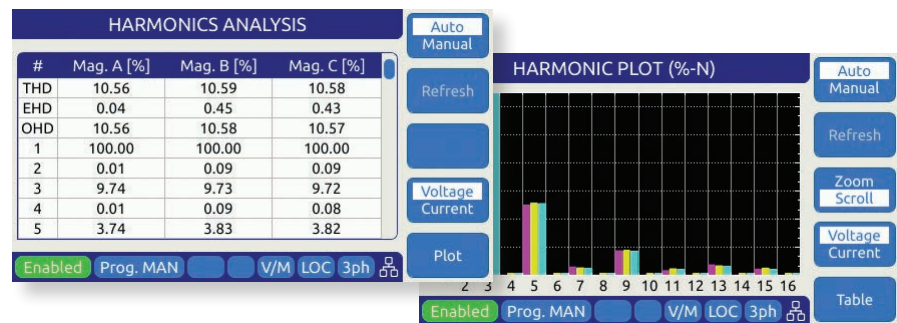 HARMONICS ANALYSIS
Auto
Manual
# Mag. A [%] Mag. B [%] Mag. C [%]
THD 10.56 10.59 10.58
EHD 0.04 0.45 0.43
OHD 10.56 10.58 10.57
1 100.00 100.00 100.00
2 0.01 0.09 0.09
3 9.74 9.73 9.72
4 0.01 0.09 0.08
5 3.74 3.83 3.82
Refresh
Voltage
Current
Plot
Enabled Prog. MAN V/M LOC 3ph
HARMONIC PLOT (%-N)
Auto
Manual
Refresh
Zoom
Scroll
Voltage
Current
Table
2 3 4 5 6 7 8 9 10 11 12 13 14 15 16
Enabled Prog. MAN V/M LOC 3ph